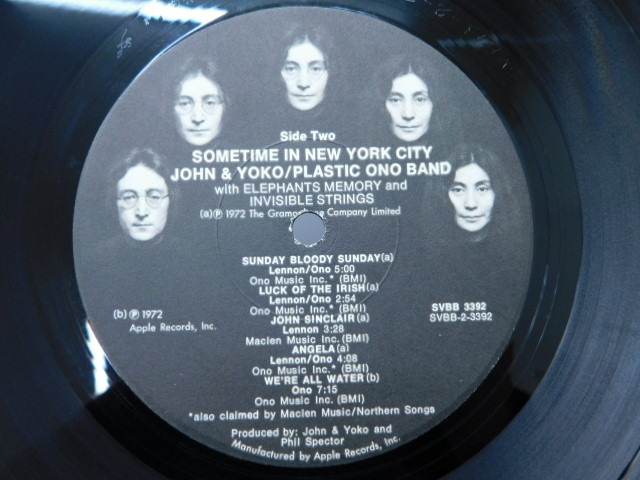 Side Two
SOMETIME IN NEW YORK CITY
JOHN & YOKO/PLASTIC ONO BAND
with ELEPHANTS MEMORY and
INVISIBLE STRINGS
(a)Ⓟ 1972 The Company Limited
SUNDAY BLOODY SUNDAY(a)
Lennon/Ono 5:00
Ono Music Inc.* (BMI)
LUCK OF THE IRISH(a)
Lennon/Ono 2:54
Ono Music Inc.* (BMI)
JOHN SINCLAIR (a)
Lennon 3:28
Maclen Music Inc. (BMI)
ANGELA(a)
Lennon/Ono 4:08
Ono Music Inc.* (BMI)
WE'RE ALL WATER(b)
Ono 7:15
Ono Music Inc. (BMI)
(b) Ⓟ 1972
Apple Records, Inc.
SVBB 3392
SVBB-2-3392
*also claimed by Maclen Music/Northern Songs
Produced by: John & Yoko and
Phil Spector
Manufactured by Apple Records, Inc.